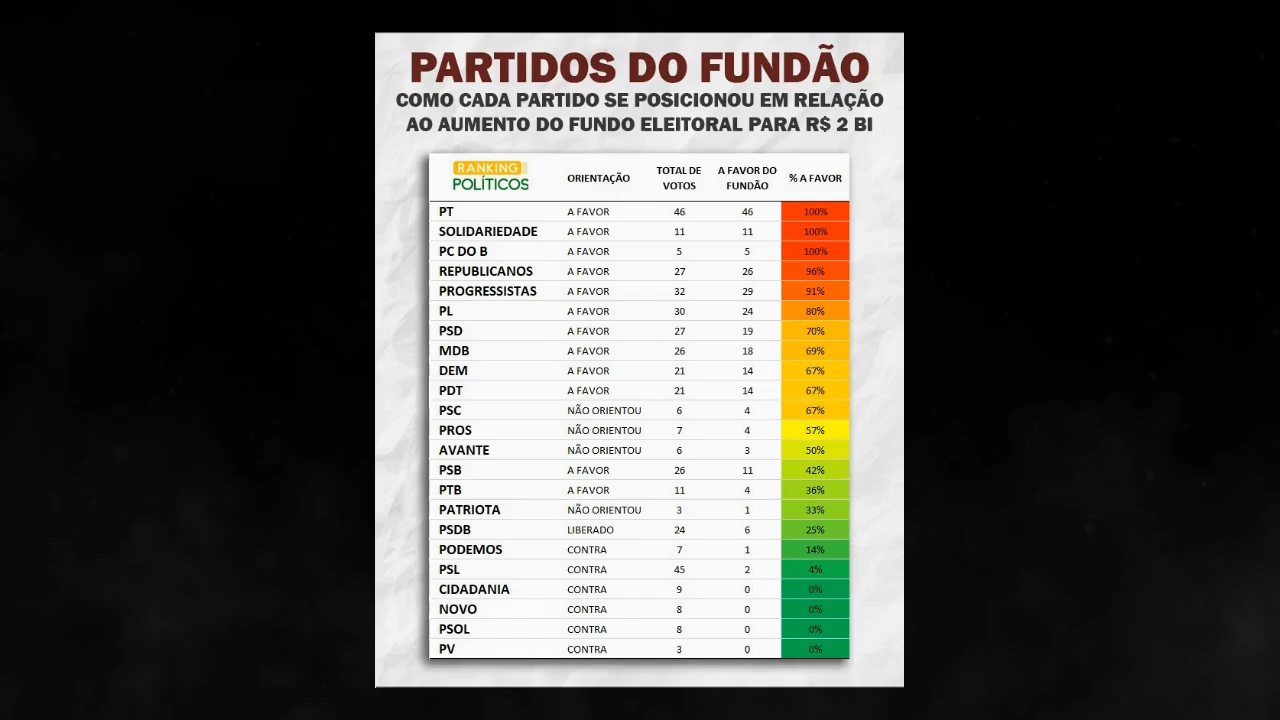 PARTIDOS DO FUNDÃO
COMO CADA PARTIDO SE POSICIONOU EM RELAÇÃO
AO AUMENTO DO FUNDO ELEITORAL PARA R$ 2 BI
RANKING
POLÍTICOS
ORIENTAÇÃO
TOTAL DE
VOTOS
A FAVOR DO
FUNDÃO
% A FAVOR
PT A FAVOR 46 46 100%
SOLIDARIEDADE A FAVOR 11 11 100%
PC DO B A FAVOR 5 5 100%
REPUBLICANOS A FAVOR 27 26 96%
PROGRESSISTAS A FAVOR 32 29 91%
PL A FAVOR 30 24 80%
PSD A FAVOR 27 19 70%
MDB A FAVOR 26 18 69%
DEM A FAVOR 21 14 67%
PDT A FAVOR 21 14 67%
PSC NÃO ORIENTOU 6 4 67%
PROS NÃO ORIENTOU 7 4 57%
AVANTE NÃO ORIENTOU 6 3 50%
PSB A FAVOR 26 11 42%
PTB A FAVOR 11 4 36%
PATRIOTA NÃO ORIENTOU 3 1 33%
PSDB LIBERADO 24 6 25%
PODEMOS CONTRA 7 1 14%
PSL CONTRA 45 2 4%
CIDADANIA CONTRA 9 0 0%
NOVO CONTRA 8 0 0%
PSOL CONTRA 8 0 0%
PV CONTRA 3 0 0%